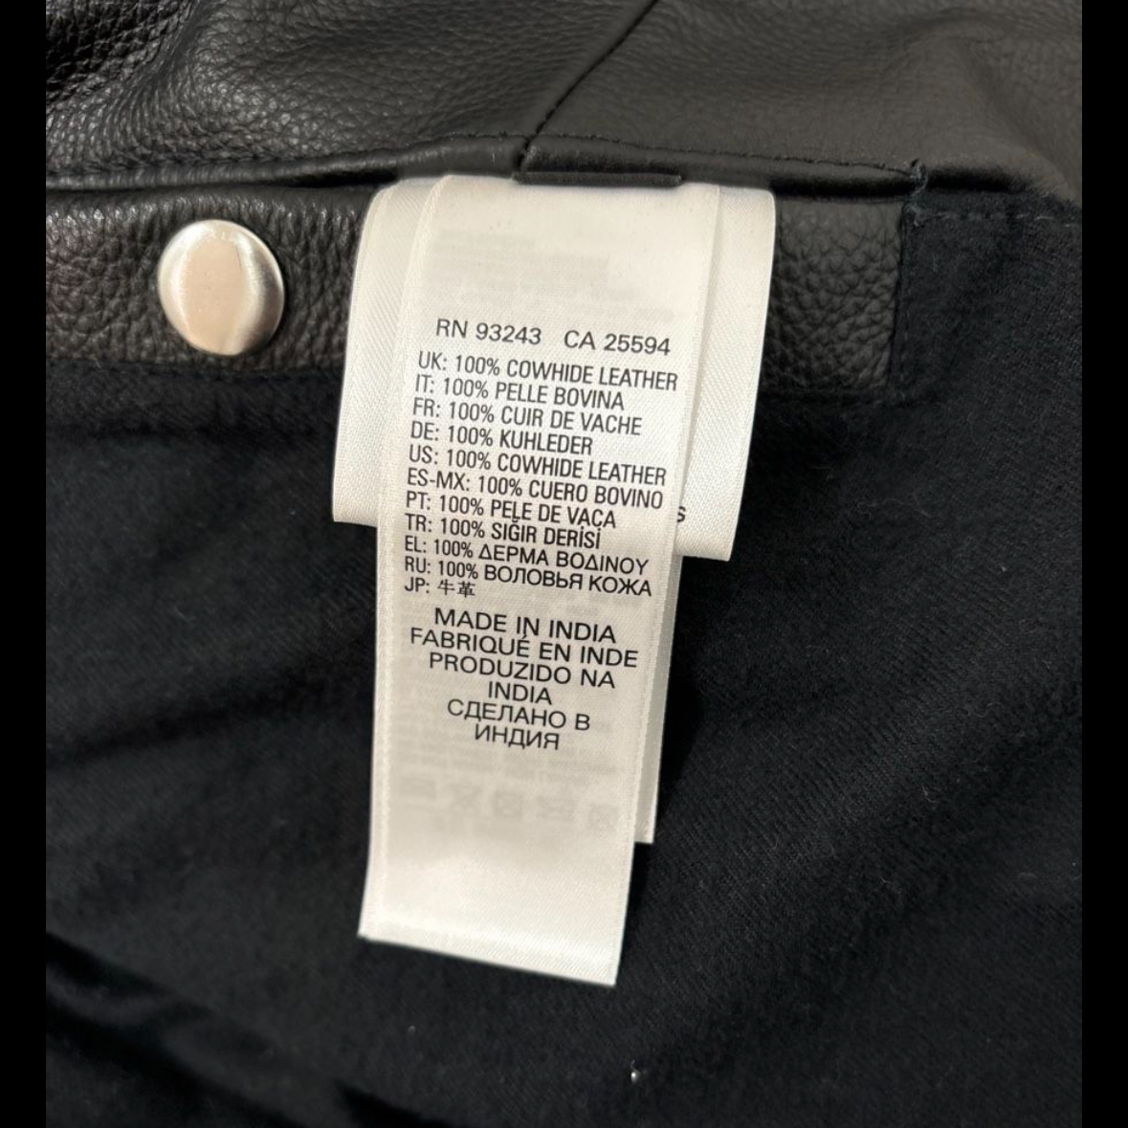 RN 93243 CA 25594
UK: 100% COWHIDE LEATHER
IT: 100% PELLE BOVINA
FR: 100% CUIR DE VACHE
DE: 100% KUHLEDER
US: 100% COWHIDE LEATHER
ES-MX: 100% CUERO BOVINO
PT: 100% PELE DE VACA
TR: 100% SIĞIR DERİSİ
EL: 100% ΔΕΡΜΑ ΒΟΔΙΝΟΥ
RU: 100% ВОЛОВЬЯ КОЖА
JP: 牛革
MADE IN INDIA
FABRIQUÉ EN INDE
PRODUZIDO NA
INDIA
СДЕЛАНО В
ИНДИЯ